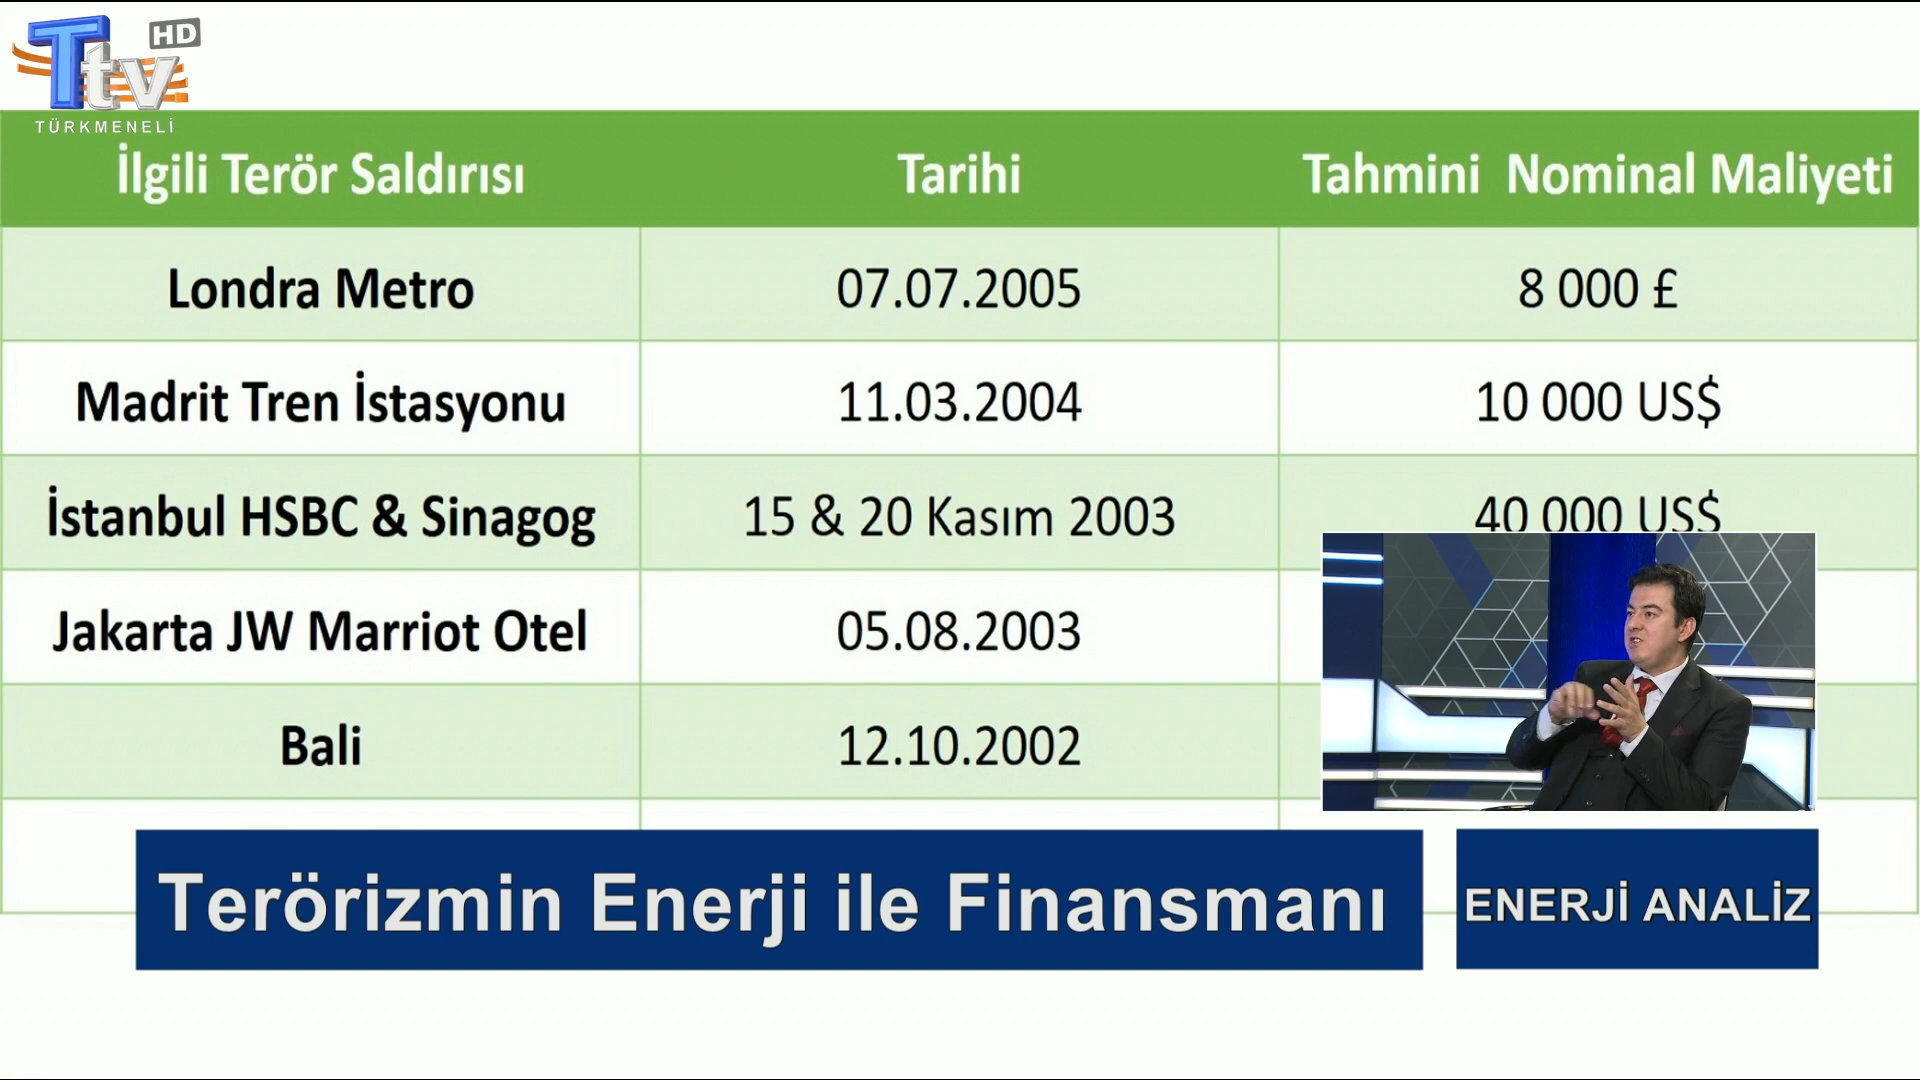 Ttv HD
TÜRKMENELİ
İlgili Terör Saldırısı Tarihi Tahmini Nominal Maliyeti
Londra Metro 07.07.2005 8 000 £
Madrit Tren İstasyonu 11.03.2004 10 000 US$
İstanbul HSBC & Sinagog 15 & 20 Kasım 2003 40 000 US$
Jakarta JW Marriot Otel 05.08.2003
Bali 12.10.2002
Terörizmin Enerji ile Finansmanı
ENERJİ ANALİZ